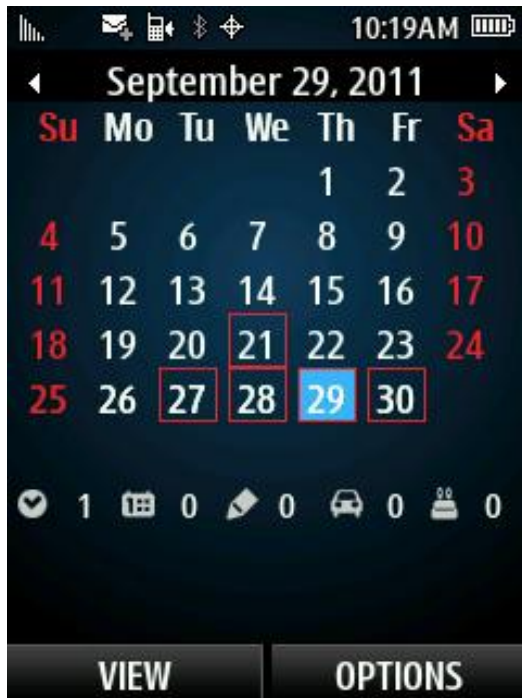 10:19AM
September 29, 2011
Su Mo Tu We Th Fr Sa
1 2 3
4 5 6 7 8 9 10
11 12 13 14 15 16 17
18 19 20 21 22 23 24
25 26 27 28 29 30
1 0 0 0 0
VIEW OPTIONS